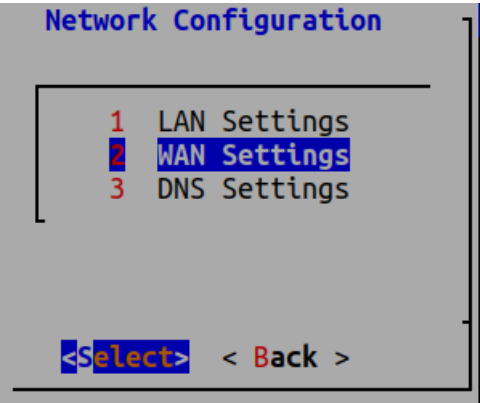 Network Configuration
1 LAN Settings
2 WAN Settings
3 DNS Settings
<Select> < Back >